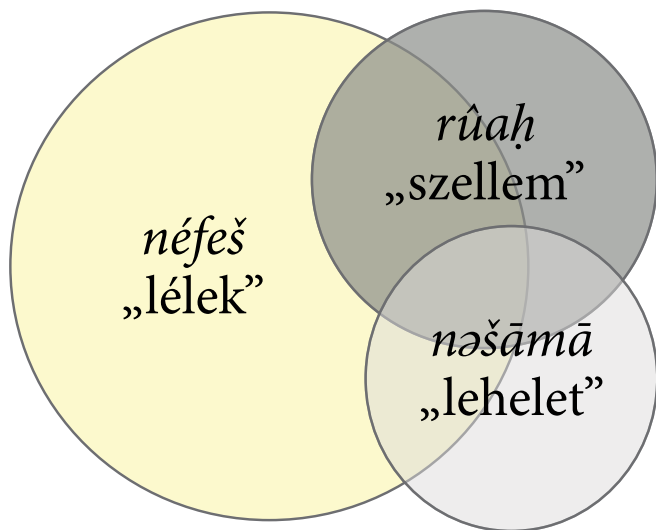 rûaḥ
„szellem”
néfeš
„lélek”
nəšāmā
„lehelet”